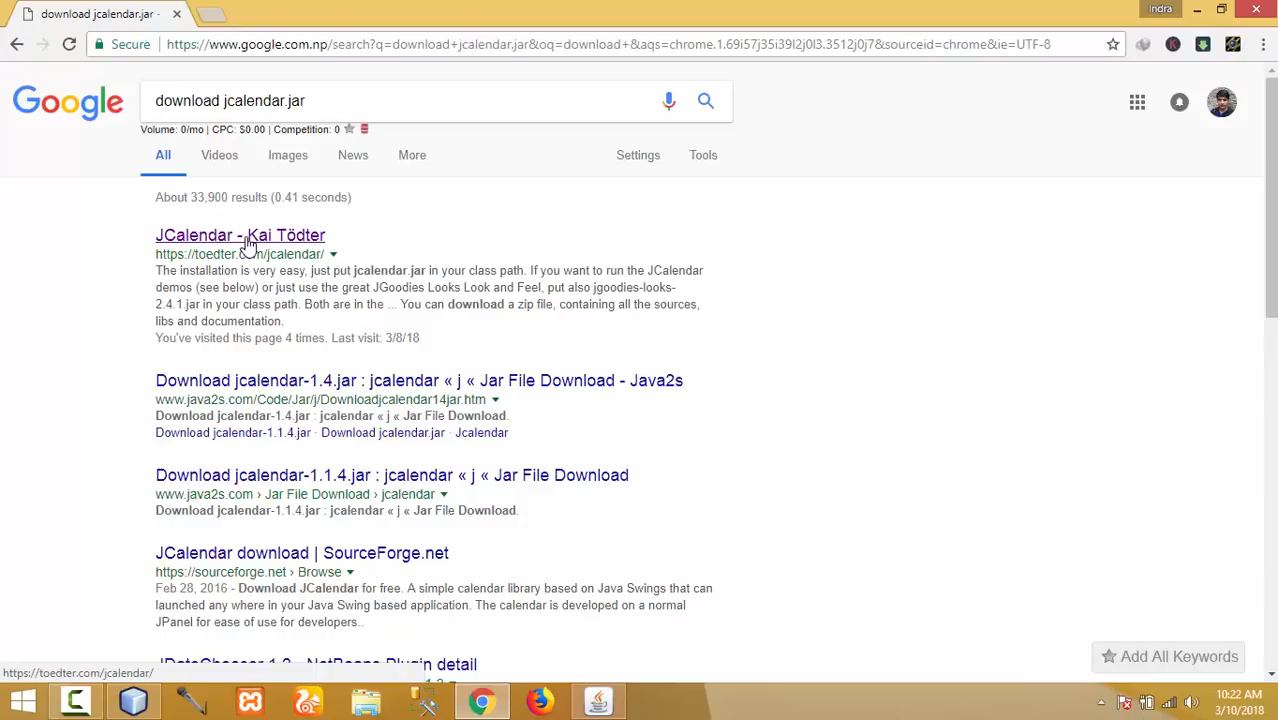 download jcalendar.jar -
Indra
Secure
https://www.google.com.np/search?q=download+jcalendar.jar&oq=download+&aqs=chrome.1.69i57j35i39l2j0l3.3512j0j7&sourceid=chrome&ie=UTF-8
Google
download jcalendar.jar
Volume: 0/mo | CPC: $0.00 | Competition: 0
All Videos Images News More Settings Tools
About 33,900 results (0.41 seconds)
JCalendar - Kai Tödter
https://toedter.com/jcalendar/
The installation is very easy, just put jcalendar.jar in your class path. If you want to run the JCalendar
demos (see below) or just use the great JGoodies Looks Look and Feel, put also jgoodies-looks-
2.4.1.jar in your class path. Both are in the ... You can download a zip file, containing all the sources,
libs and documentation.
You've visited this page 4 times. Last visit: 3/8/18
Download jcalendar-1.4.jar : jcalendar « j « Jar File Download - Java2s
www.java2s.com/Code/Jar/j/Downloadjcalendar14jar.htm
Download jcalendar-1.4.jar : jcalendar « j « Jar File Download.
Download jcalendar-1.1.4.jar · Download jcalendar.jar · Jcalendar
Download jcalendar-1.1.4.jar : jcalendar « j « Jar File Download
www.java2s.com › Jar File Download › jcalendar
Download jcalendar-1.1.4.jar : jcalendar « j « Jar File Download.
JCalendar download | SourceForge.net
https://sourceforge.net › Browse
Feb 28, 2016 - Download JCalendar for free. A simple calendar library based on Java Swings that can
launched any where in your Java Swing based application. The calendar is developed on a normal
JPanel for ease of use for developers..
Add All Keywords
JDateChooser 1.2 - NetBeans Plugin detail
https://toedter.com/jcalendar/
10:22 AM
3/10/2018